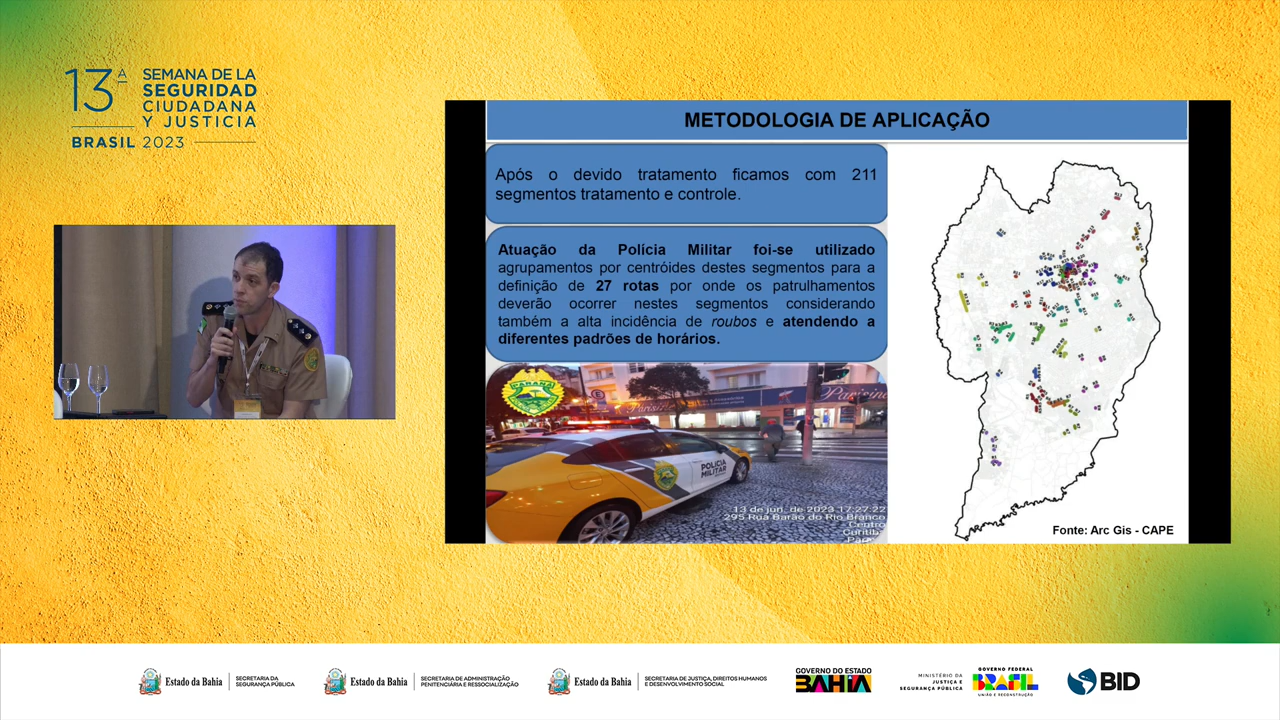 13ª
SEMANA DE LA
SEGURIDAD
CIUDADANA
Y JUSTICIA
BRASIL 2023
METODOLOGIA DE APLICAÇÃO
Após o devido tratamento ficamos com 211
segmentos tratamento e controle.
Atuação da Polícia Militar foi-se utilizado
agrupamentos por centróides destes segmentos para a
definição de 27 rotas por onde os patrulhamentos
deverão ocorrer nestes segmentos considerando
também a alta incidência de roubos e atendendo a
diferentes padrões de horários.
PARANÁ
Parisine
POLÍCIA
MILITAR
13 de jun. de 2023 17:27:22
295 Rua Barão do Rio Branco
Centro
Curitiba
Fonte: Arc Gis - CAPE
Estado da Bahia
SECRETARIA DA
SEGURANÇA PÚBLICA
Estado da Bahia
SECRETARIA DE ADMINISTRAÇÃO
PENITENCIÁRIA E RESSOCIALIZAÇÃO
Estado da Bahia
SECRETARIA DE JUSTIÇA, DIREITOS HUMANOS
E DESENVOLVIMENTO SOCIAL
GOVERNO DO ESTADO
BAHIA
MINISTÉRIO DA
JUSTIÇA E
SEGURANÇA PÚBLICA
GOVERNO FEDERAL
BRASIL
UNIÃO E RECONSTRUÇÃO
BID